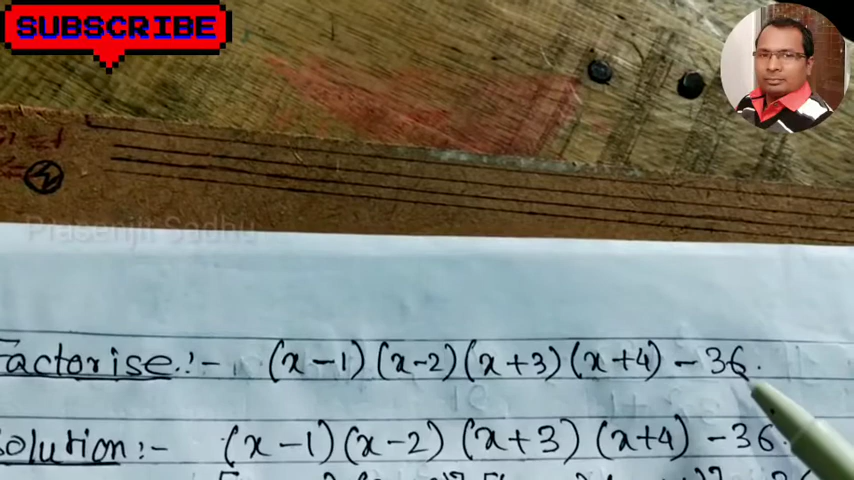 SUBSCRIBE
Prasenjit Sadhu
Factorise:- (x-1)(x-2)(x+3)(x+4)-36.
Solution:- (x-1)(x-2)(x+3)(x+4)-36.